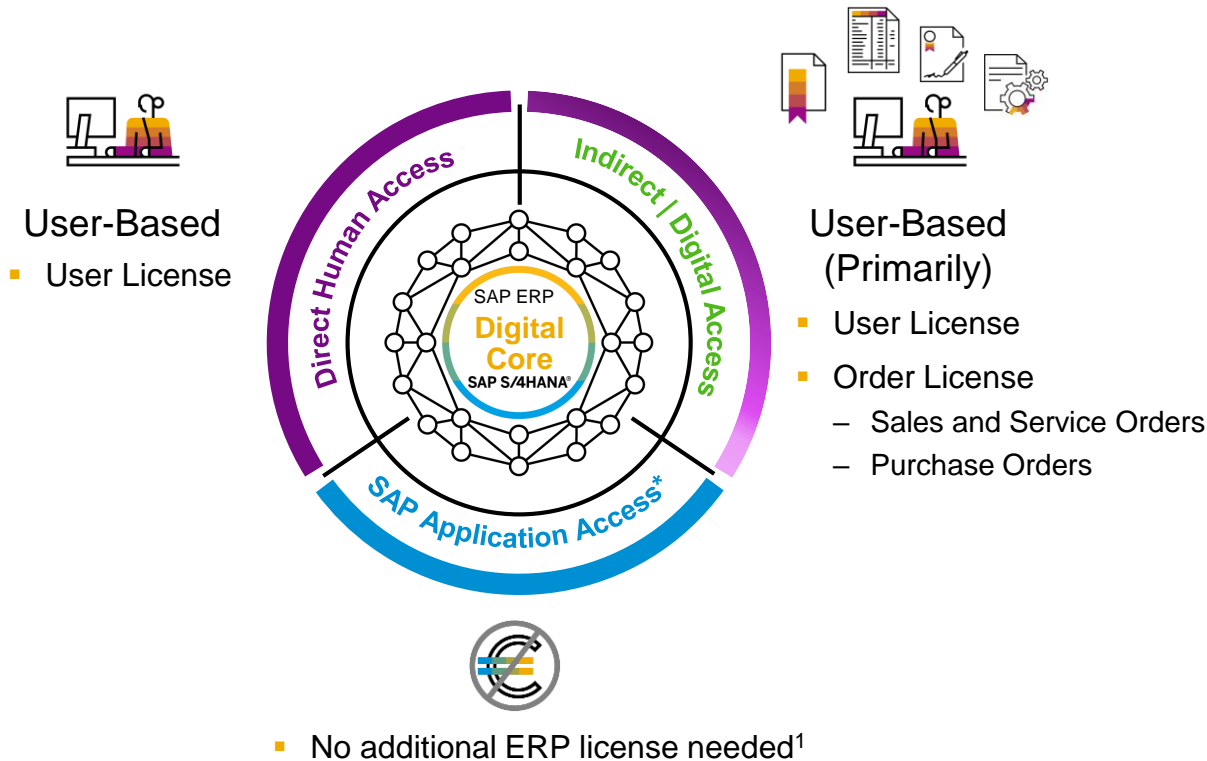 User-Based
▪ User License
Direct Human Access
Indirect | Digital Access
SAP ERP
Digital
Core
SAP S/4HANA®
SAP Application Access*
User-Based
(Primarily)
▪ User License
▪ Order License
– Sales and Service Orders
– Purchase Orders
▪ No additional ERP license needed¹